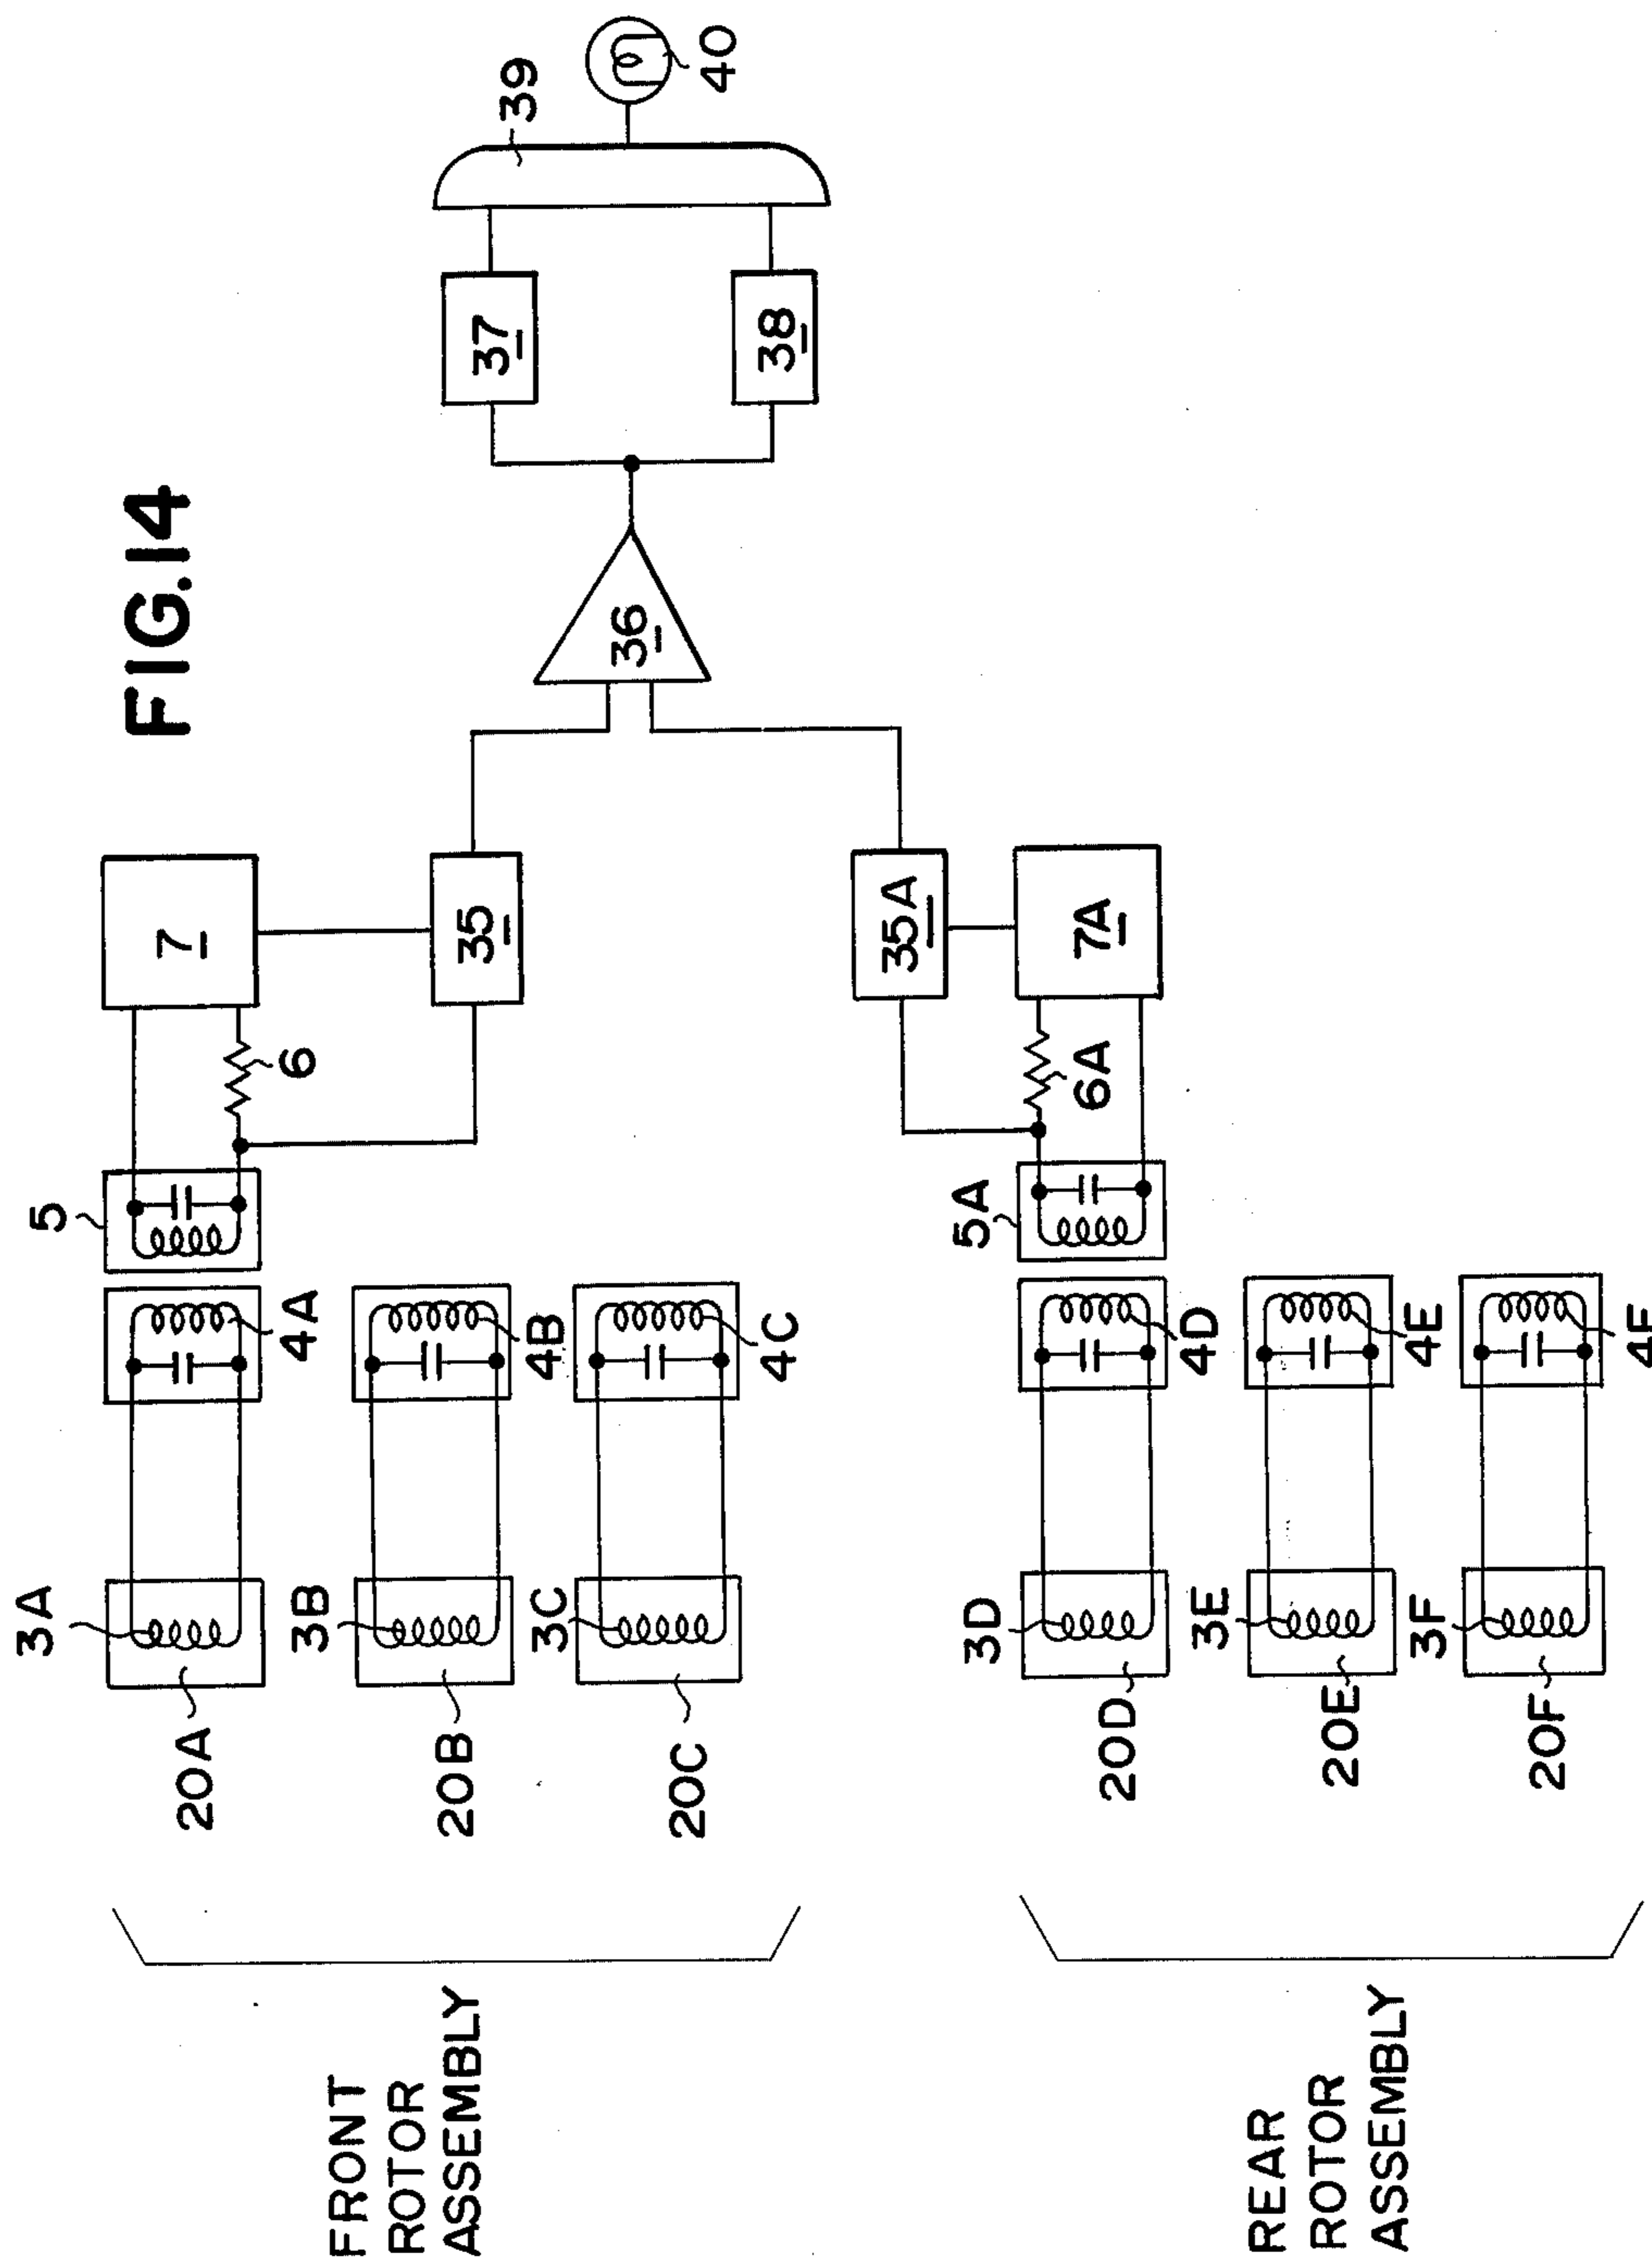 FIG.14
3A
20A
4A
5
6
7
3B
20B
4B
35
3C
20C
4C
36
37
38
39
40
FRONT
ROTOR
ASSEMBLY
3D
20D
4D
5A
6A
35A
7A
3E
20E
4E
3F
20F
4F
REAR
ROTOR
ASSEMBLY